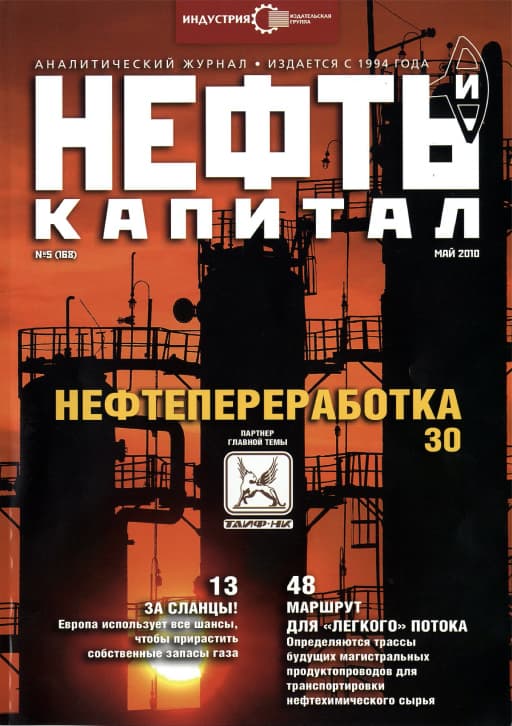 ИНДУСТРИЯ ИЗДАТЕЛЬСКАЯ
ГРУППА
АНАЛИТИЧЕСКИЙ ЖУРНАЛ • ИЗДАЕТСЯ С 1994 ГОДА
НЕФТЬ И
КАПИТАЛ
№5 (168) МАЙ 2010
НЕФТЕПЕРЕРАБОТКА
30
ПАРТНЕР
ГЛАВНОЙ ТЕМЫ
ТАИФ-НК
13
ЗА СЛАНЦЫ!
Европа использует все шансы,
чтобы прирастить
собственные запасы газа
48
МАРШРУТ
ДЛЯ «ЛЕГКОГО» ПОТОКА
Определяются трассы
будущих магистральных
продуктопроводов для
транспортировки
нефтехимического сырья